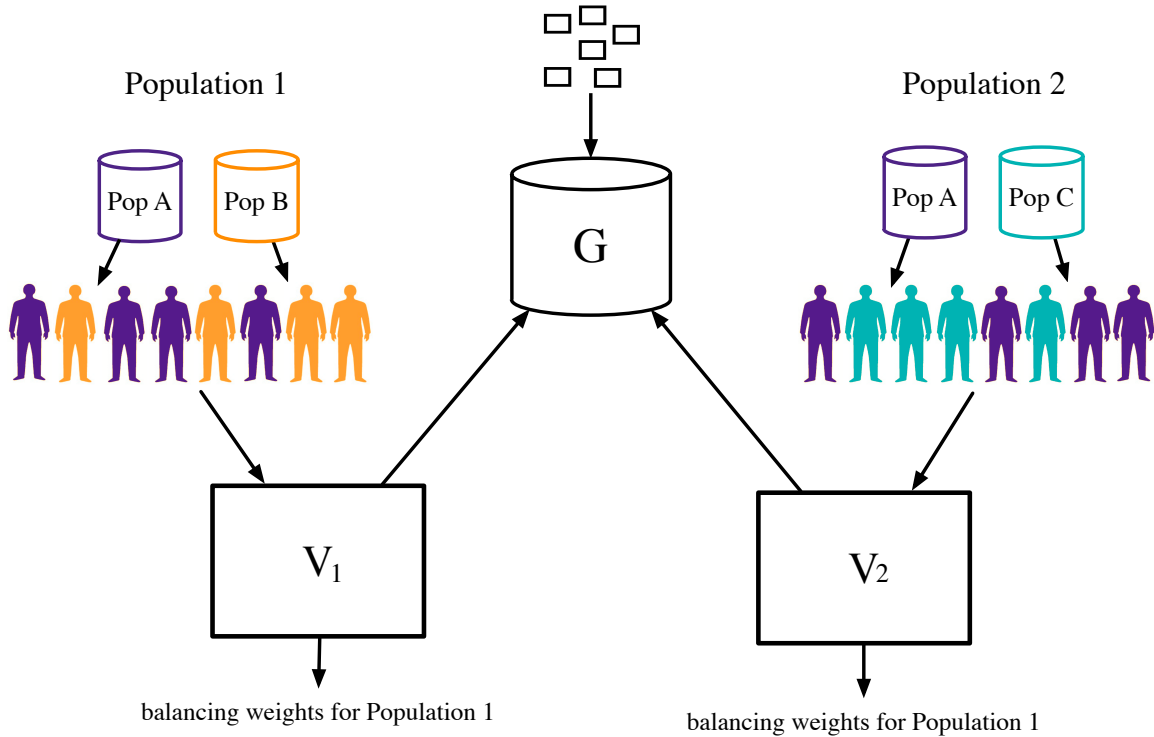 Population 1
Population 2
Pop A
Pop B
G
Pop A
Pop C
V1
V2
balancing weights for Population 1
balancing weights for Population 1